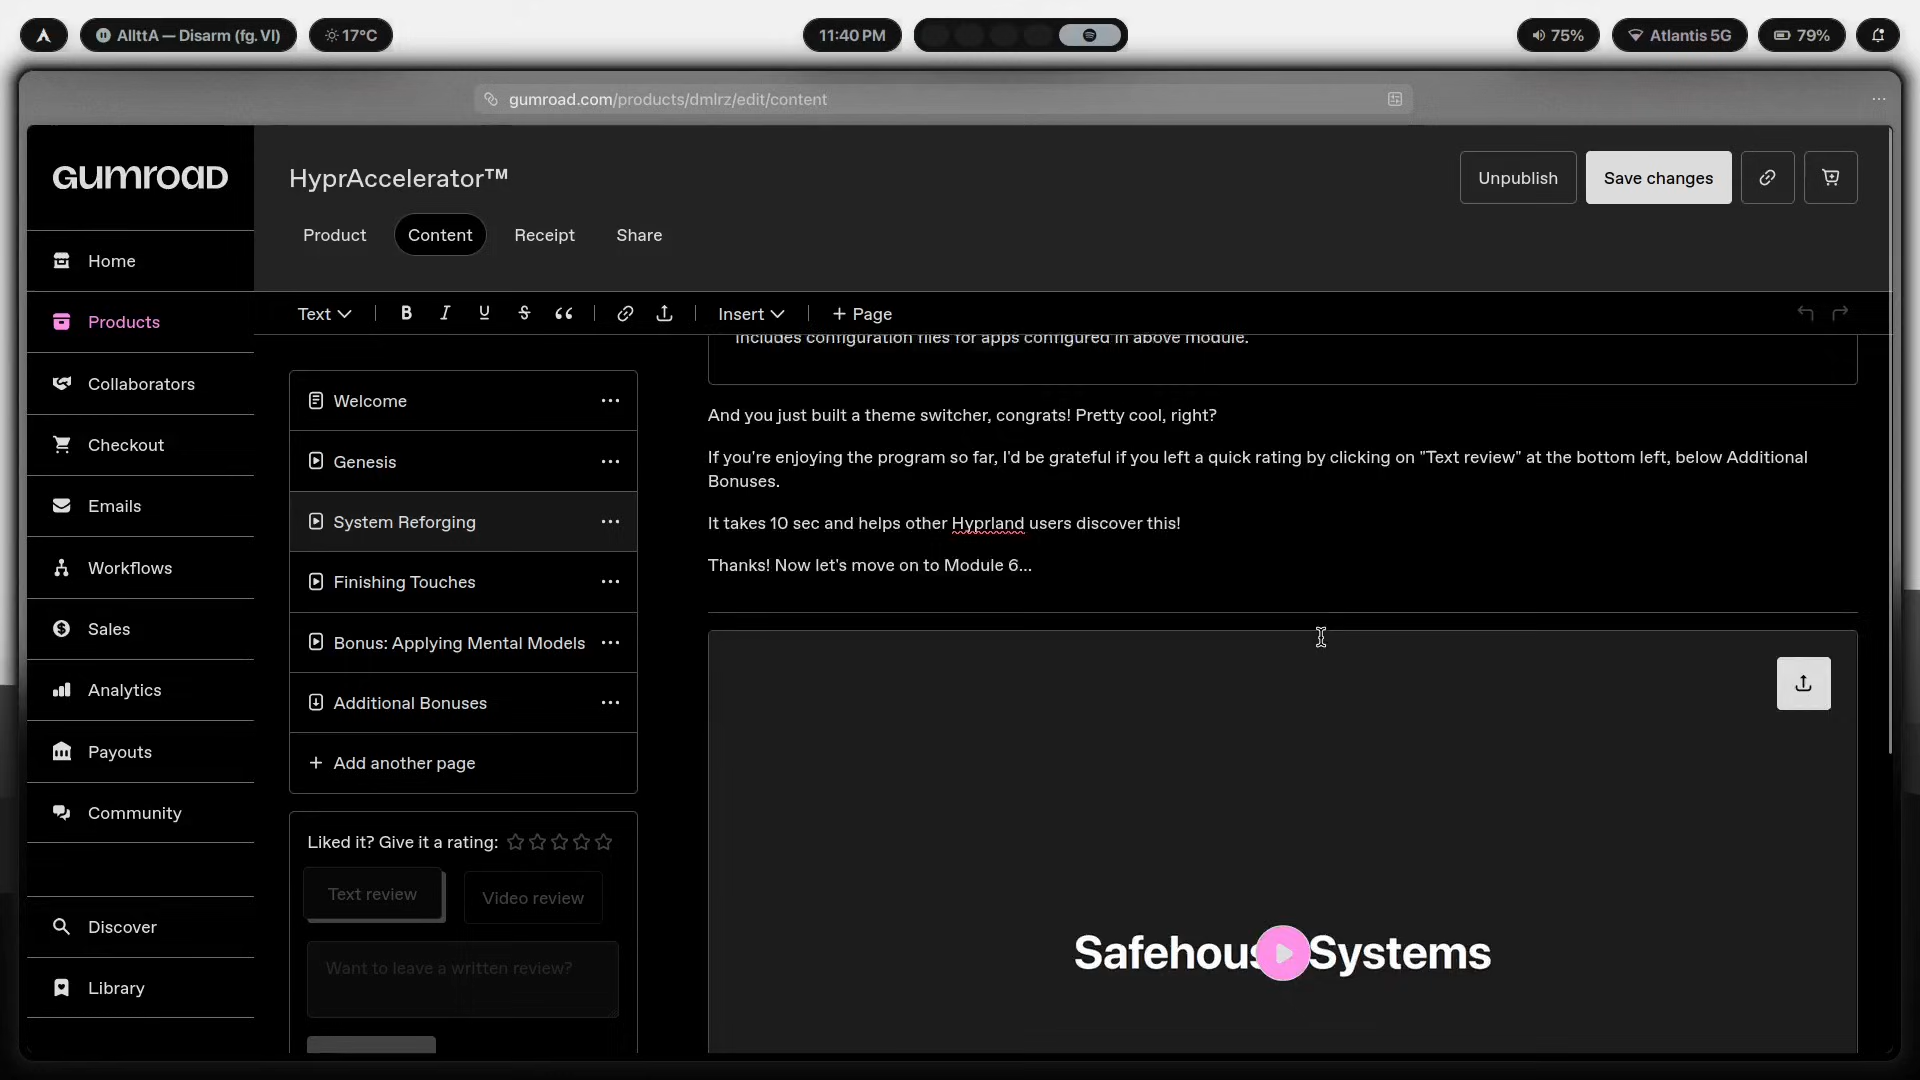 AllttA — Disarm (fg. VI)
17°C
11:40 PM
75%
Atlantis 5G
79%
gumroad.com/products/dmlrz/edit/content
GUMROAD
HyprAccelerator™
Unpublish
Save changes
Product
Content
Receipt
Share
Home
Products
Collaborators
Checkout
Emails
Workflows
Sales
Analytics
Payouts
Community
Discover
Library
Text
B
I
U
S
Insert
+ Page
Welcome
Genesis
System Reforging
Finishing Touches
Bonus: Applying Mental Models
Additional Bonuses
+ Add another page
Liked it? Give it a rating:
Text review
Video review
Want to leave a written review?
Includes configuration files for apps configured in above module.
And you just built a theme switcher, congrats! Pretty cool, right?
If you're enjoying the program so far, I'd be grateful if you left a quick rating by clicking on "Text review" at the bottom left, below Additional
Bonuses.
It takes 10 sec and helps other Hyprland users discover this!
Thanks! Now let's move on to Module 6...
Systems